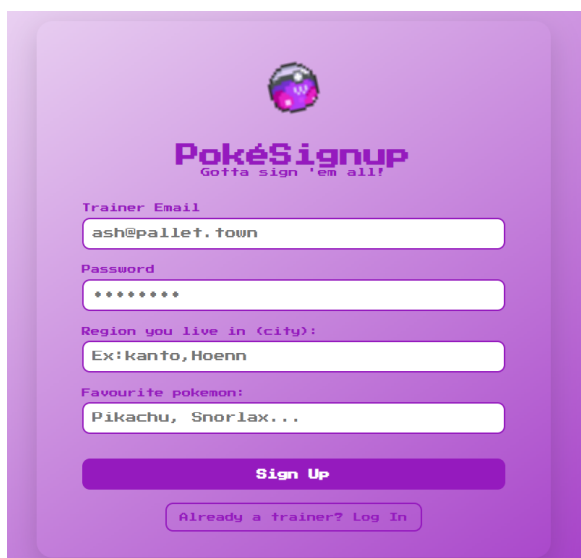 PokéSignup
Gotta sign 'em all!
Trainer Email
ash@pallet.town
Password
Region you live in (city):
Ex:kanto,Hoenn
Favourite pokemon:
Pikachu, Snorlax...
Sign Up
Already a trainer? Log In